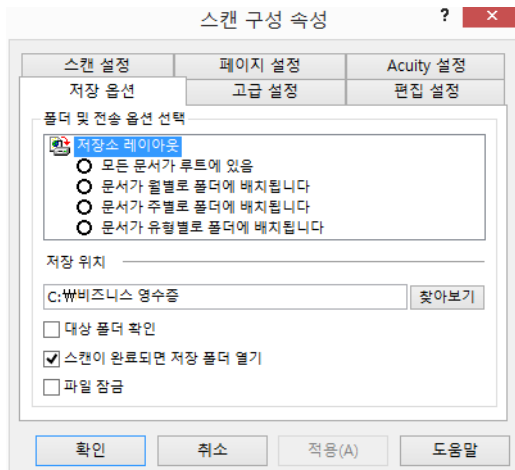 스캔 구성 속성
?
스캔 설정 페이지 설정 Acuity 설정
저장 옵션 고급 설정 편집 설정
폴더 및 전송 옵션 선택
저장소 레이아웃
모든 문서가 루트에 있음
문서가 월별로 폴더에 배치됩니다
문서가 주별로 폴더에 배치됩니다
문서가 유형별로 폴더에 배치됩니다
저장 위치
C:₩비즈니스 영수증 찾아보기
대상 폴더 확인
스캔이 완료되면 저장 폴더 열기
파일 잠금
확인 취소 적용(A) 도움말